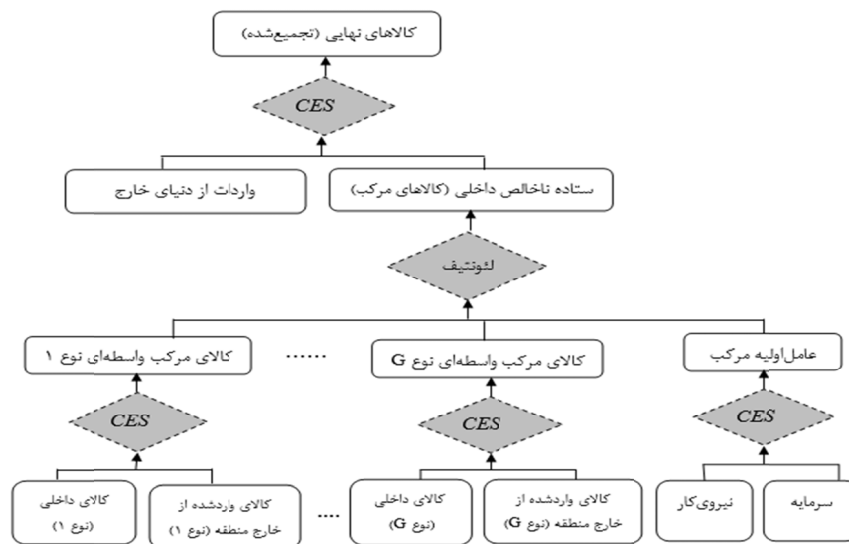 کالاهای نهایی (تجمیع‌شده)
CES
ستاده ناخالص داخلی (کالاهای مرکب)
واردات از دنیای خارج
لئونتیف
عامل‌اولیه مرکب
کالای مرکب واسطه‌ای نوع G
......
کالای مرکب واسطه‌ای نوع ۱
CES
CES
CES
سرمایه
نیروی‌کار
کالای واردشده از
خارج منطقه (نوع G)
کالای داخلی
(نوع G)
....
کالای واردشده از
خارج منطقه (نوع ۱)
کالای داخلی
(نوع ۱)